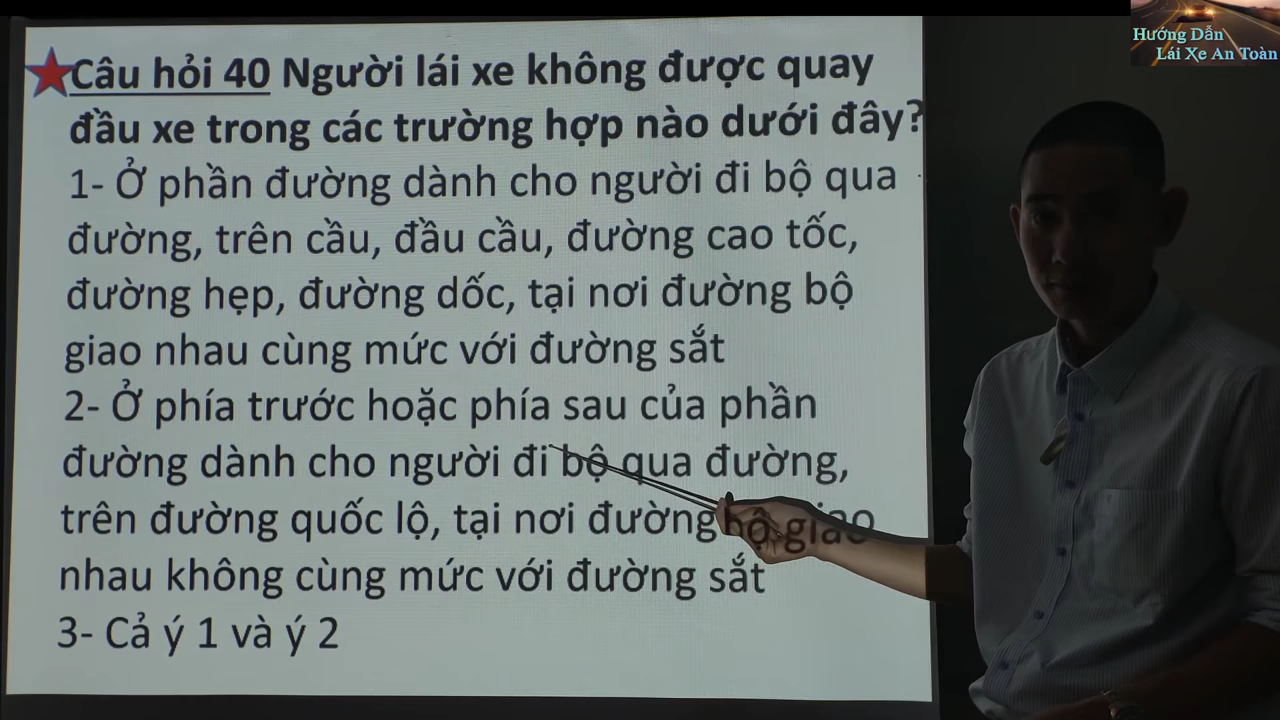 Hướng Dẫn
Lái Xe An Toàn
Câu hỏi 40 Người lái xe không được quay
đầu xe trong các trường hợp nào dưới đây?
1- Ở phần đường dành cho người đi bộ qua
đường, trên cầu, đầu cầu, đường cao tốc,
đường hẹp, đường dốc, tại nơi đường bộ
giao nhau cùng mức với đường sắt
2- Ở phía trước hoặc phía sau của phần
đường dành cho người đi bộ qua đường,
trên đường quốc lộ, tại nơi đường bộ giao
nhau không cùng mức với đường sắt
3- Cả ý 1 và ý 2